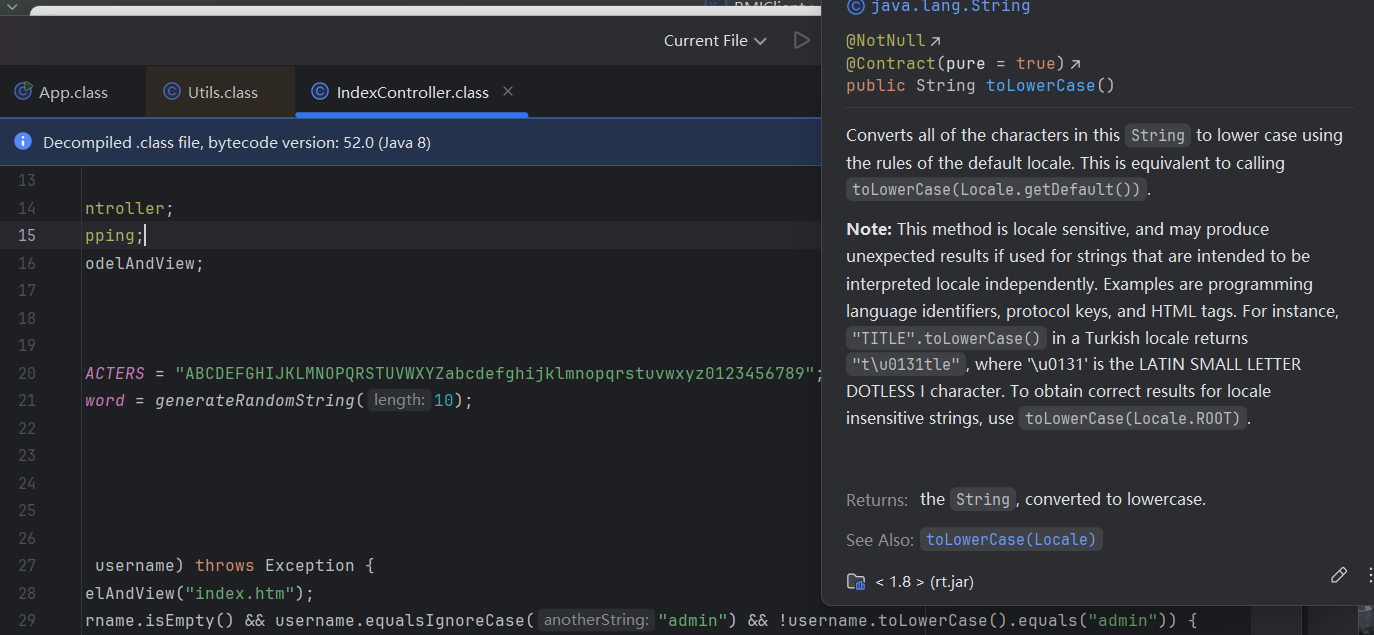 RMIClient
Current File
App.class
Utils.class
IndexController.class
Decompiled .class file, bytecode version: 52.0 (Java 8)
13
14 ntroller;
15 pping;
16 odelAndView;
17
18
19
20 ACTERS = "ABCDEFGHIJKLMNOPQRSTUVWXYZabcdefghijklmnopqrstuvwxyz0123456789";
21 word = generateRandomString( length: 10);
22
23
24
25
26
27 username) throws Exception {
28 elAndView("index.htm");
29 rname.isEmpty() && username.equalsIgnoreCase( anotherString: "admin") && !username.toLowerCase().equals("admin")) {
java.lang.String
@NotNull
@Contract(pure = true)
public String toLowerCase()
Converts all of the characters in this String to lower case using
the rules of the default locale. This is equivalent to calling
toLowerCase(Locale.getDefault()).
Note: This method is locale sensitive, and may produce
unexpected results if used for strings that are intended to be
interpreted locale independently. Examples are programming
language identifiers, protocol keys, and HTML tags. For instance,
"TITLE".toLowerCase() in a Turkish locale returns
"t\u0131tle", where '\u0131' is the LATIN SMALL LETTER
DOTLESS I character. To obtain correct results for locale
insensitive strings, use toLowerCase(Locale.ROOT).
Returns: the String, converted to lowercase.
See Also: toLowerCase(Locale)
< 1.8 > (rt.jar)